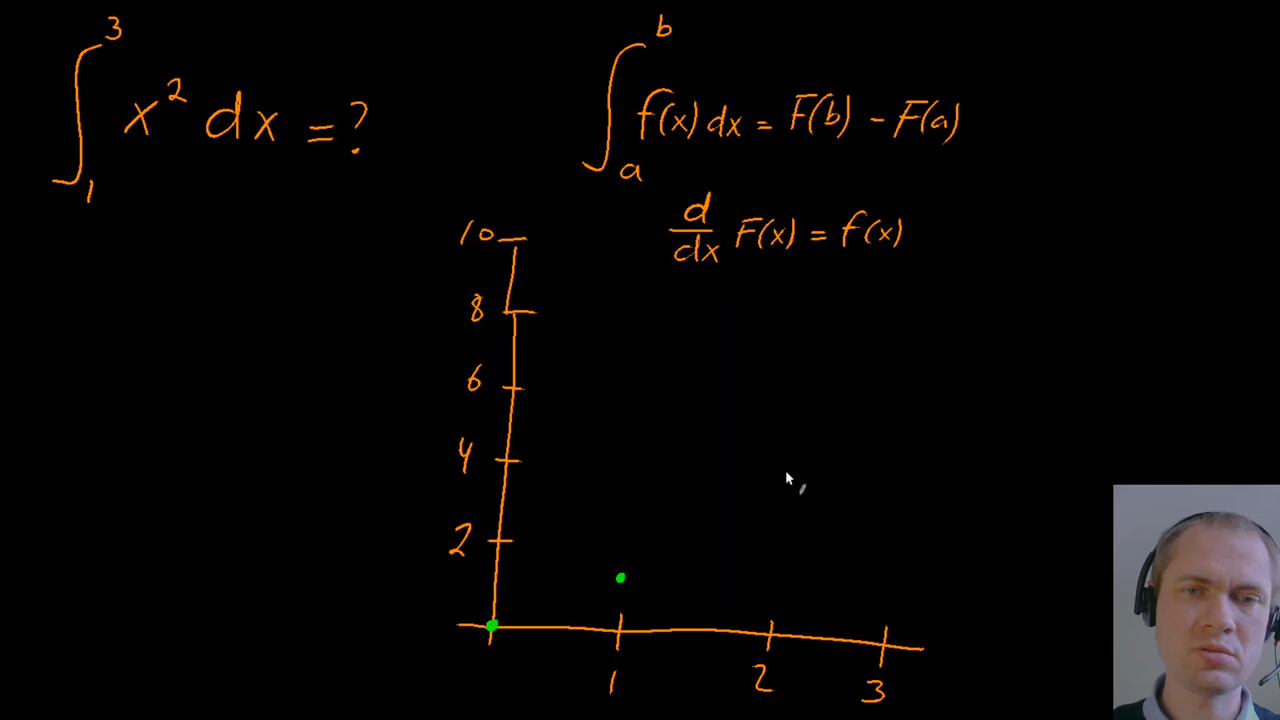 ∫₁³ x² dx = ?
∫ₐᵇ f(x) dx = F(b) - F(a)
d/dx F(x) = f(x)
10
8
6
4
2
1 2 3